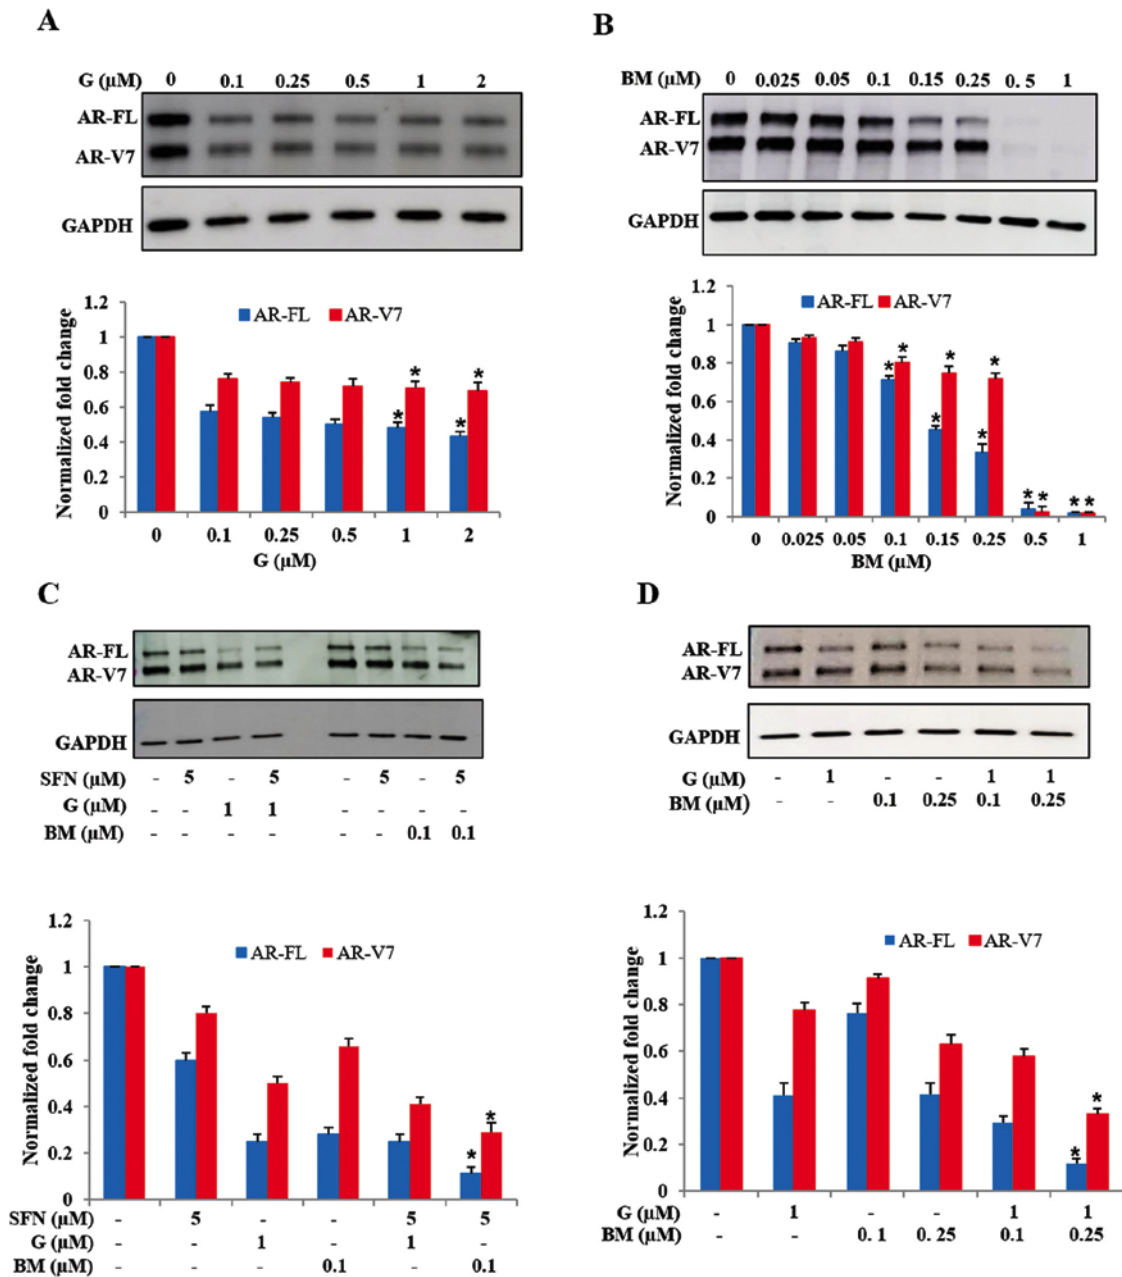 A
G (μM) 0 0.1 0.25 0.5 1 2
AR-FL
AR-V7
GAPDH
1.2
1
0.8
0.6
0.4
0.2
0
Normalized fold change
AR-FL AR-V7
* * * *
0 0.1 0.25 0.5 1 2
G (μM)
B
BM (μM) 0 0.025 0.05 0.1 0.15 0.25 0. 5 1
AR-FL
AR-V7
GAPDH
1.2
1
0.8
0.6
0.4
0.2
0
Normalized fold change
AR-FL AR-V7
* * * * * * * * * *
0 0.025 0.05 0.1 0.15 0.25 0.5 1
BM (μM)
C
AR-FL
AR-V7
GAPDH
SFN (μM) - 5 - 5 - 5 - 5
G (μM) - - 1 1 - - - -
BM (μM) - - - - - - 0.1 0.1
1.2
1
0.8
0.6
0.4
0.2
0
Normalized fold change
AR-FL AR-V7
* *
SFN (μM) - 5 - - 5 5
G (μM) - - 1 - 1 -
BM (μM) - - - 0.1 - 0.1
D
AR-FL
AR-V7
GAPDH
G (μM) - 1 - - 1 1
BM (μM) - - 0.1 0.25 0.1 0.25
1.2
1
0.8
0.6
0.4
0.2
0
Normalized fold change
AR-FL AR-V7
* *
G (μM) - 1 - - 1 1
BM (μM) - - 0. 1 0. 25 0.1 0.25